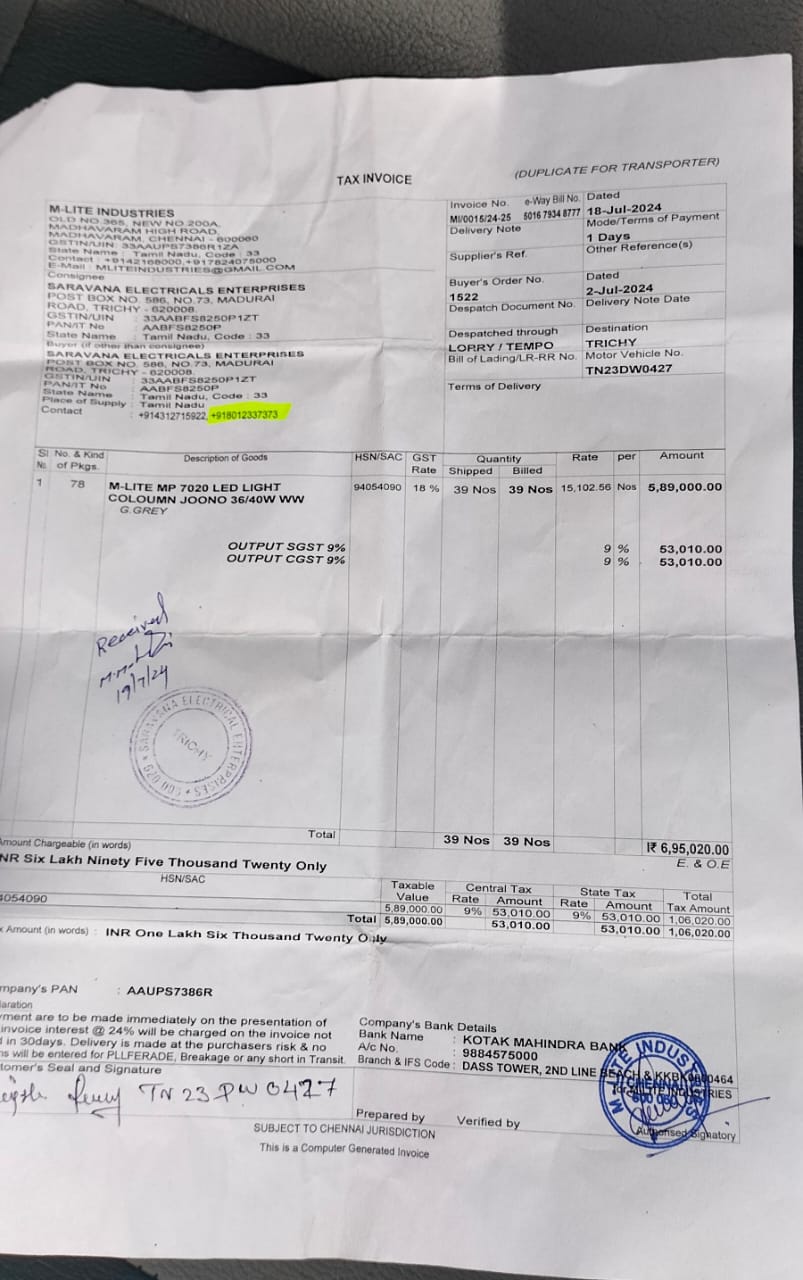 TAX INVOICE
(DUPLICATE FOR TRANSPORTER)
M-LITE INDUSTRIES
OLD NO.365, NEW NO.200A,
MADHAVARAM HIGH ROAD,
MADHAVARAM, CHENNAI - 600060
GSTIN/UIN: 33AAUPS7386R1ZA
State Name : Tamil Nadu, Code : 33
Contact : +9142168000,+917824075000
E-Mail : MLITEINDUSTRIES@GMAIL.COM
Consignee
SARAVANA ELECTRICALS ENTERPRISES
POST BOX NO. 586, NO.73, MADURAI
ROAD, TRICHY - 620008.
GSTIN/UIN : 33AABFS8250P1ZT
PAN/IT No : AABFS8250P
State Name : Tamil Nadu, Code : 33
Buyer (if other than consignee)
SARAVANA ELECTRICALS ENTERPRISES
POST BOX NO. 586, NO.73, MADURAI
ROAD, TRICHY - 620008.
GSTIN/UIN : 33AABFS8250P1ZT
PAN/IT No : AABFS8250P
State Name : Tamil Nadu, Code : 33
Place of Supply : Tamil Nadu
Contact : +914312715922, +918012337373
Invoice No. e-Way Bill No. Dated
MI/0015/24-25 5016 7934 8777 18-Jul-2024
Delivery Note Mode/Terms of Payment
1 Days
Supplier's Ref. Other Reference(s)
Buyer's Order No. Dated
1522 2-Jul-2024
Despatch Document No. Delivery Note Date
Despatched through Destination
LORRY / TEMPO TRICHY
Bill of Lading/LR-RR No. Motor Vehicle No.
TN23DW0427
Terms of Delivery
Sl No. & Kind Description of Goods HSN/SAC GST Quantity Rate per Amount
No. of Pkgs. Rate Shipped Billed
1 78 M-LITE MP 7020 LED LIGHT 94054090 18 % 39 Nos 39 Nos 15,102.56 Nos 5,89,000.00
COLOUMN JOONO 36/40W WW
G.GREY
OUTPUT SGST 9% 9 % 53,010.00
OUTPUT CGST 9% 9 % 53,010.00
Received
19/7/24
SARAVANA ELECTRICAL ENTERPRISES
TRICHY
620 008
Total 39 Nos 39 Nos I₹ 6,95,020.00
Amount Chargeable (in words) E. & O.E
NR Six Lakh Ninety Five Thousand Twenty Only
HSN/SAC Taxable Central Tax State Tax Total
Value Rate Amount Rate Amount Tax Amount
4054090 5,89,000.00 9% 53,010.00 9% 53,010.00 1,06,020.00
Total 5,89,000.00 53,010.00 53,010.00 1,06,020.00
x Amount (in words) : INR One Lakh Six Thousand Twenty Only
mpany's PAN : AAUPS7386R
laration
yment are to be made immediately on the presentation of
invoice interest @ 24% will be charged on the invoice not
d in 30days. Delivery is made at the purchasers risk & no
ns will be entered for PLLFERADE, Breakage or any short in Transit.
tomer's Seal and Signature
TN 23 DW 0427
Company's Bank Details
Bank Name : KOTAK MAHINDRA BANK
A/c No. : 9884575000
Branch & IFS Code : DASS TOWER, 2ND LINE BEACH & KKBK0000464
for M-LITE INDUSTRIES
M-LITE INDUSTRIES
CHENNAI
600 060
Prepared by Verified by Authorised Signatory
SUBJECT TO CHENNAI JURISDICTION
This is a Computer Generated Invoice